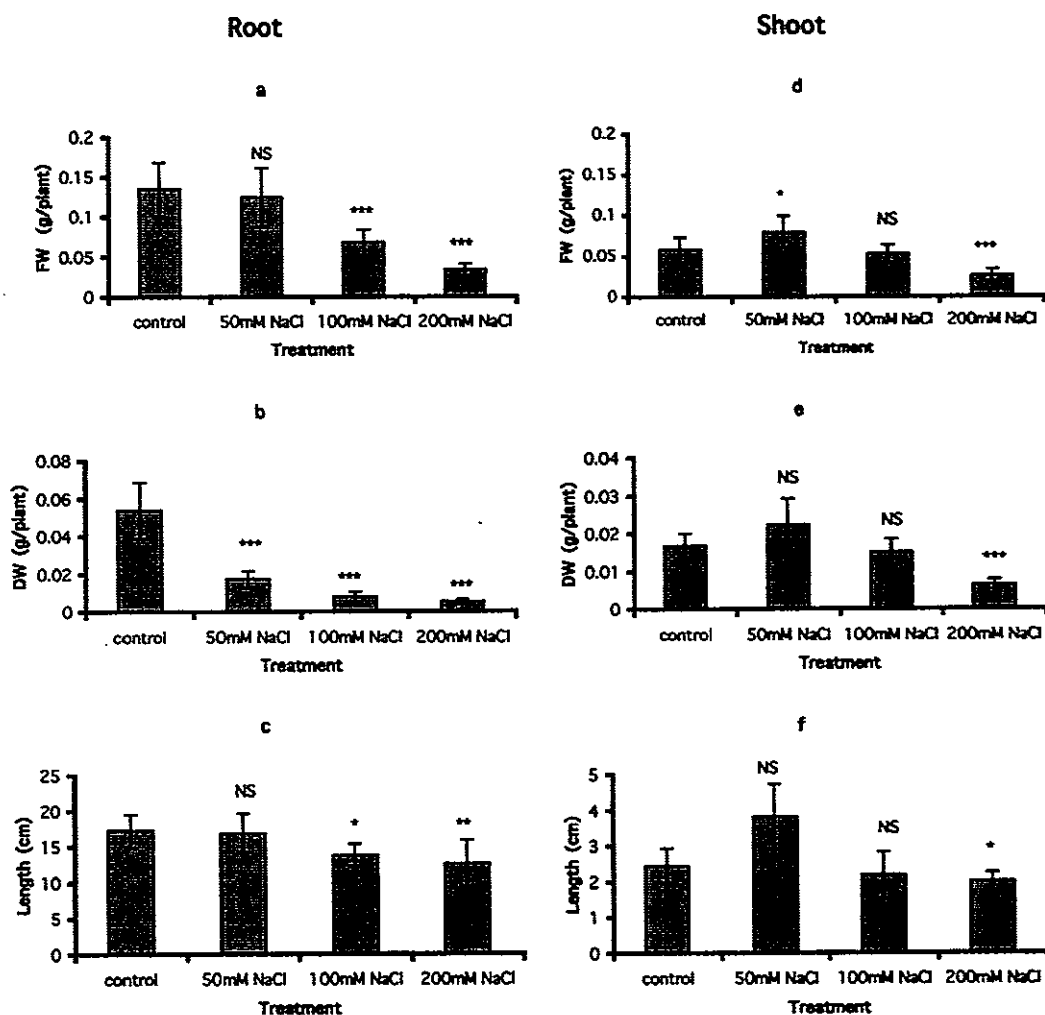 Root
Shoot
a
FW (g/plant)
0.2
0.15
0.1
0.05
0
NS
***
***
control 50mM NaCl 100mM NaCl 200mM NaCl
Treatment
d
FW (g/plant)
0.2
0.15
0.1
0.05
0
*
NS
***
control 50mM NaCl 100mM NaCl 200mM NaCl
Treatment
b
DW (g/plant)
0.08
0.06
0.04
0.02
0
***
***
***
control 50mM NaCl 100mM NaCl 200mM NaCl
Treatment
e
DW (g/plant)
0.04
0.03
0.02
0.01
0
NS
NS
***
control 50mM NaCl 100mM NaCl 200mM NaCl
Treatment
c
Length (cm)
25
20
15
10
5
0
NS
*
**
control 50mM NaCl 100mM NaCl 200mM NaCl
Treatment
f
Length (cm)
5
4
3
2
1
0
NS
NS
*
control 50mM NaCl 100mM NaCl 200mM NaCl
Treatment